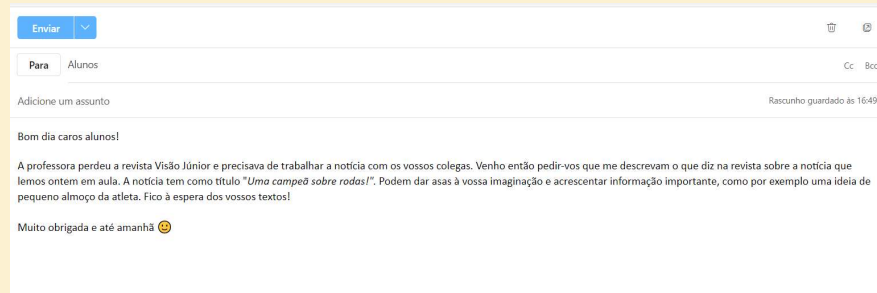 Enviar
Para Alunos Cc Bcc
Adicione um assunto Rascunho guardado às 16:49
Bom dia caros alunos!
A professora perdeu a revista Visão Júnior e precisava de trabalhar a notícia com os vossos colegas. Venho então pedir-vos que me descrevam o que diz na revista sobre a notícia que
lemos ontem em aula. A notícia tem como título "Uma campeã sobre rodas!". Podem dar asas à vossa imaginação e acrescentar informação importante, como por exemplo uma ideia de
pequeno almoço da atleta. Fico à espera dos vossos textos!
Muito obrigada e até amanhã 🙂